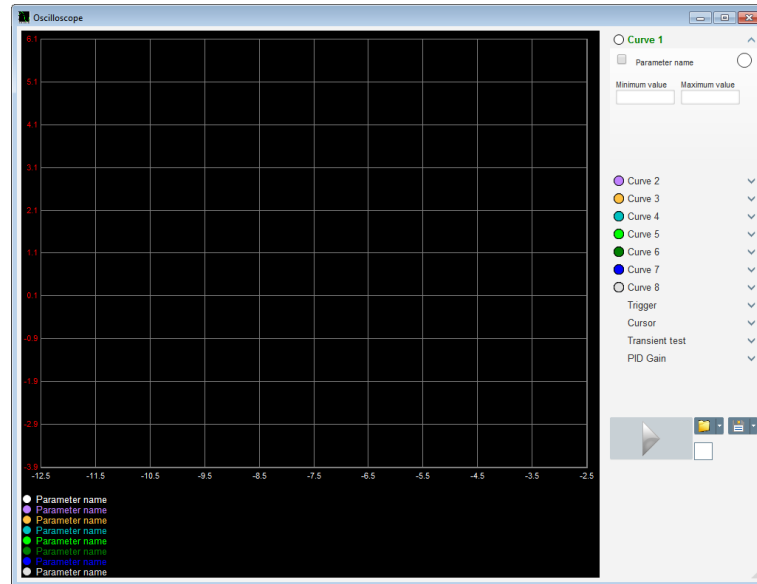 Oscilloscope
6.1
5.1
4.1
3.1
2.1
1.1
0.1
-0.9
-1.9
-2.9
-3.9
-12.5 -11.5 -10.5 -9.5 -8.5 -7.5 -6.5 -5.5 -4.5 -3.5 -2.5
Parameter name
Parameter name
Parameter name
Parameter name
Parameter name
Parameter name
Parameter name
Parameter name
Curve 1
Parameter name
Minimum value Maximum value
Curve 2
Curve 3
Curve 4
Curve 5
Curve 6
Curve 7
Curve 8
Trigger
Cursor
Transient test
PID Gain